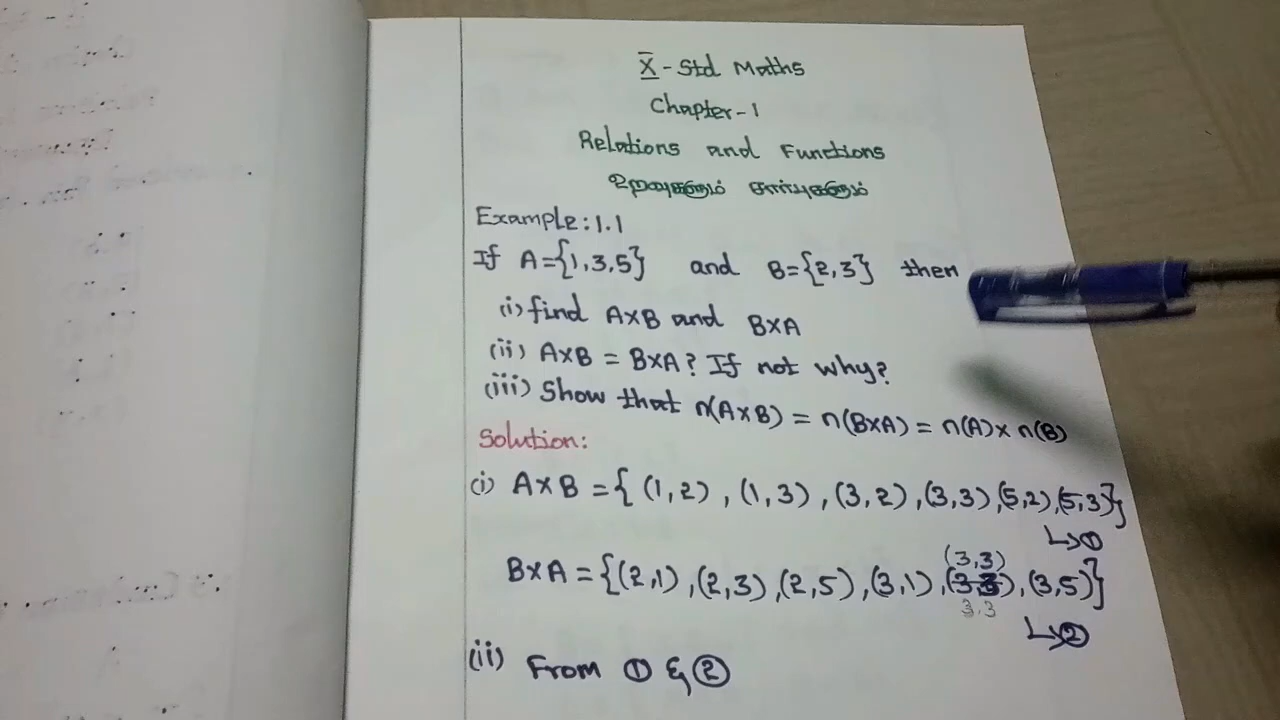 X - Std Maths
Chapter - 1
Relations and Functions
உறவுகளும் சார்புகளும்
Example: 1.1
If A={1,3,5} and B={2,3} then
(i) find A×B and B×A
(ii) A×B = B×A? If not why?
(iii) Show that n(A×B) = n(B×A) = n(A)× n(B)
Solution:
(i) A×B = { (1,2) , (1,3) , (3,2) , (3,3) , (5,2) , (5,3)}
↳①
(3,3)
B×A = {(2,1) , (2,3) , (2,5) , (3,1) , (3 3) , (3,5)}
3,3
↳②
(ii) From ① & ②